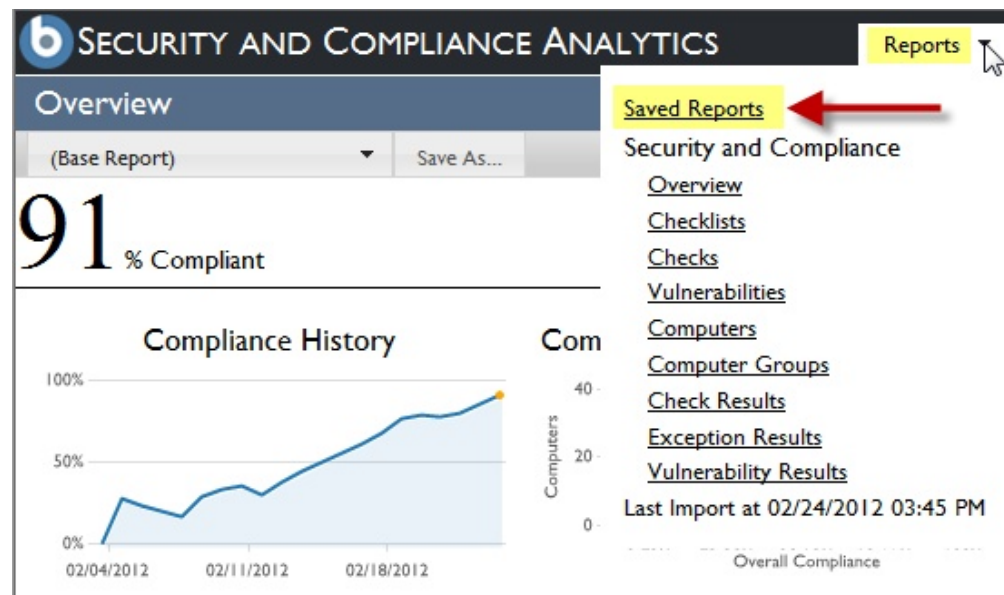 b SECURITY AND COMPLIANCE ANALYTICS
Reports
Overview
(Base Report)
Save As...
91 % Compliant
Saved Reports
Security and Compliance
Overview
Checklists
Checks
Vulnerabilities
Computers
Computer Groups
Check Results
Exception Results
Vulnerability Results
Last Import at 02/24/2012 03:45 PM
Compliance History
100%
50%
0%
02/04/2012
02/11/2012
02/18/2012
Com
Computers
40
20
0
Overall Compliance